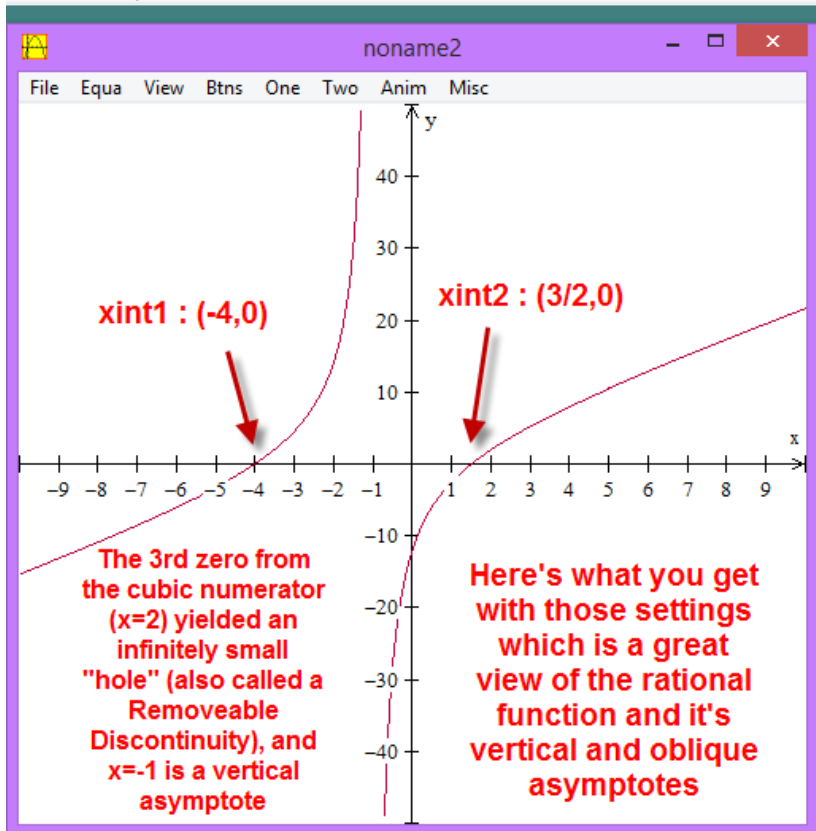 noname2
File Equa View Btns One Two Anim Misc
y
40
30
20
10
xint1 : (-4,0)
xint2 : (3/2,0)
x
−9 −8 −7 −6 −5 −4 −3 −2 −1 1 2 3 4 5 6 7 8 9
−10
−20
−30
−40
The 3rd zero from
the cubic numerator
(x=2) yielded an
infinitely small
"hole" (also called a
Removeable
Discontinuity), and
x=-1 is a vertical
asymptote
Here's what you get
with those settings
which is a great
view of the rational
function and it's
vertical and oblique
asymptotes